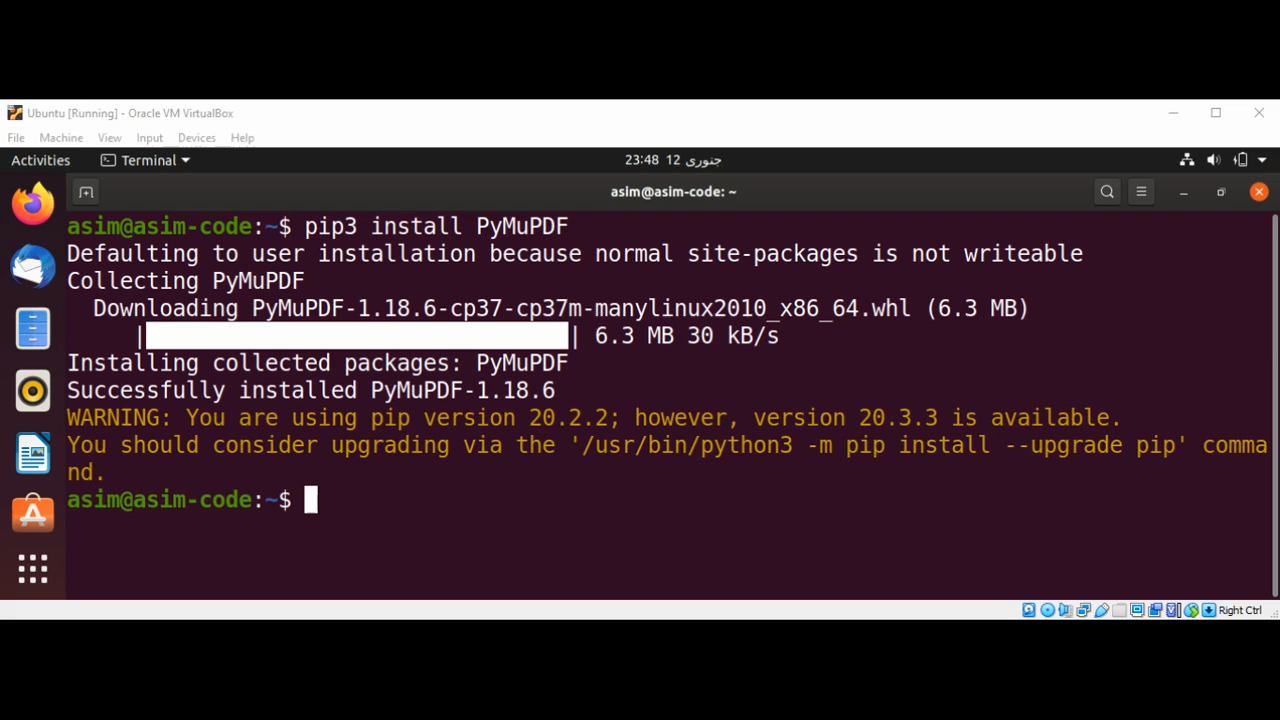 Ubuntu [Running] - Oracle VM VirtualBox
File Machine View Input Devices Help
Activities Terminal 23:48 12 جنوری
asim@asim-code: ~
asim@asim-code:~$ pip3 install PyMuPDF
Defaulting to user installation because normal site-packages is not writeable
Collecting PyMuPDF
Downloading PyMuPDF-1.18.6-cp37-cp37m-manylinux2010_x86_64.whl (6.3 MB)
| | 6.3 MB 30 kB/s
Installing collected packages: PyMuPDF
Successfully installed PyMuPDF-1.18.6
WARNING: You are using pip version 20.2.2; however, version 20.3.3 is available.
You should consider upgrading via the '/usr/bin/python3 -m pip install --upgrade pip' comma
nd.
asim@asim-code:~$
Right Ctrl